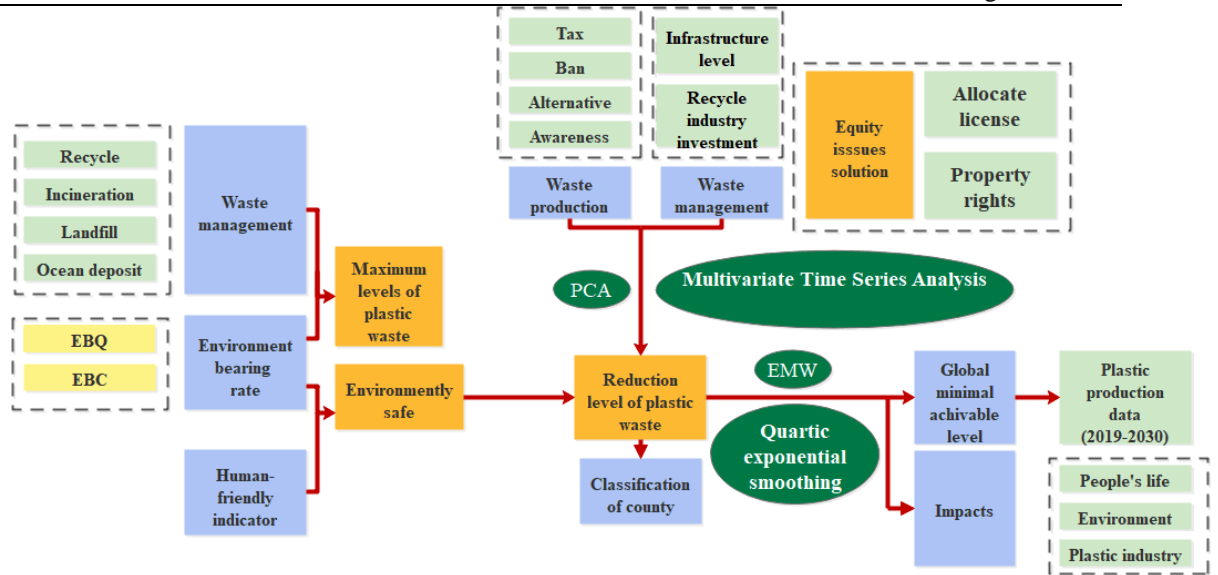 Tax
Ban
Alternative
Awareness
Infrastructure
level
Recycle
industry
investment
Equity
isssues
solution
Allocate
license
Property
rights
Recycle
Incineration
Landfill
Ocean deposit
Waste
management
Waste
production
Waste
management
Maximum
levels of
plastic
waste
PCA
Multivariate Time Series Analysis
EBQ
EBC
Environment
bearing
rate
Environmently
safe
Reduction
level of plastic
waste
EMW
Quartic
exponential
smoothing
Global
minimal
achivable
level
Plastic
production
data
(2019-2030)
Human-
friendly
indicator
Classification
of county
Impacts
People's life
Environment
Plastic industry